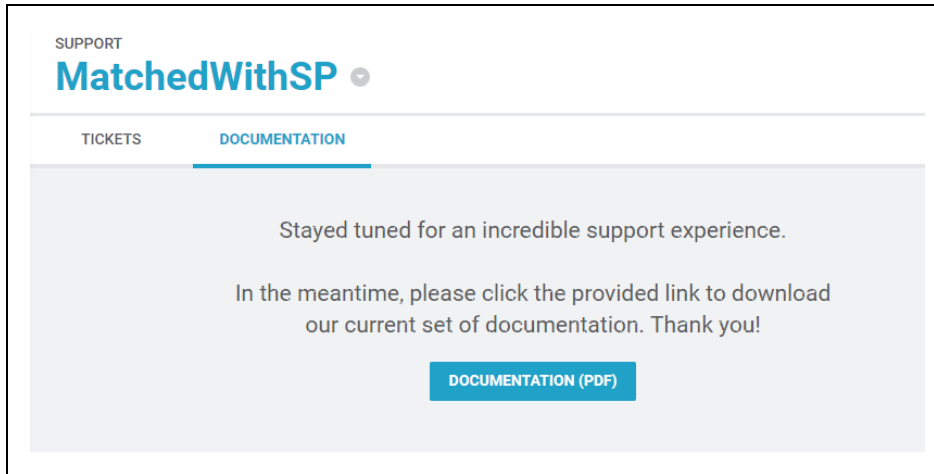 SUPPORT
MatchedWithSP
TICKETS DOCUMENTATION
Stayed tuned for an incredible support experience.
In the meantime, please click the provided link to download
our current set of documentation. Thank you!
DOCUMENTATION (PDF)